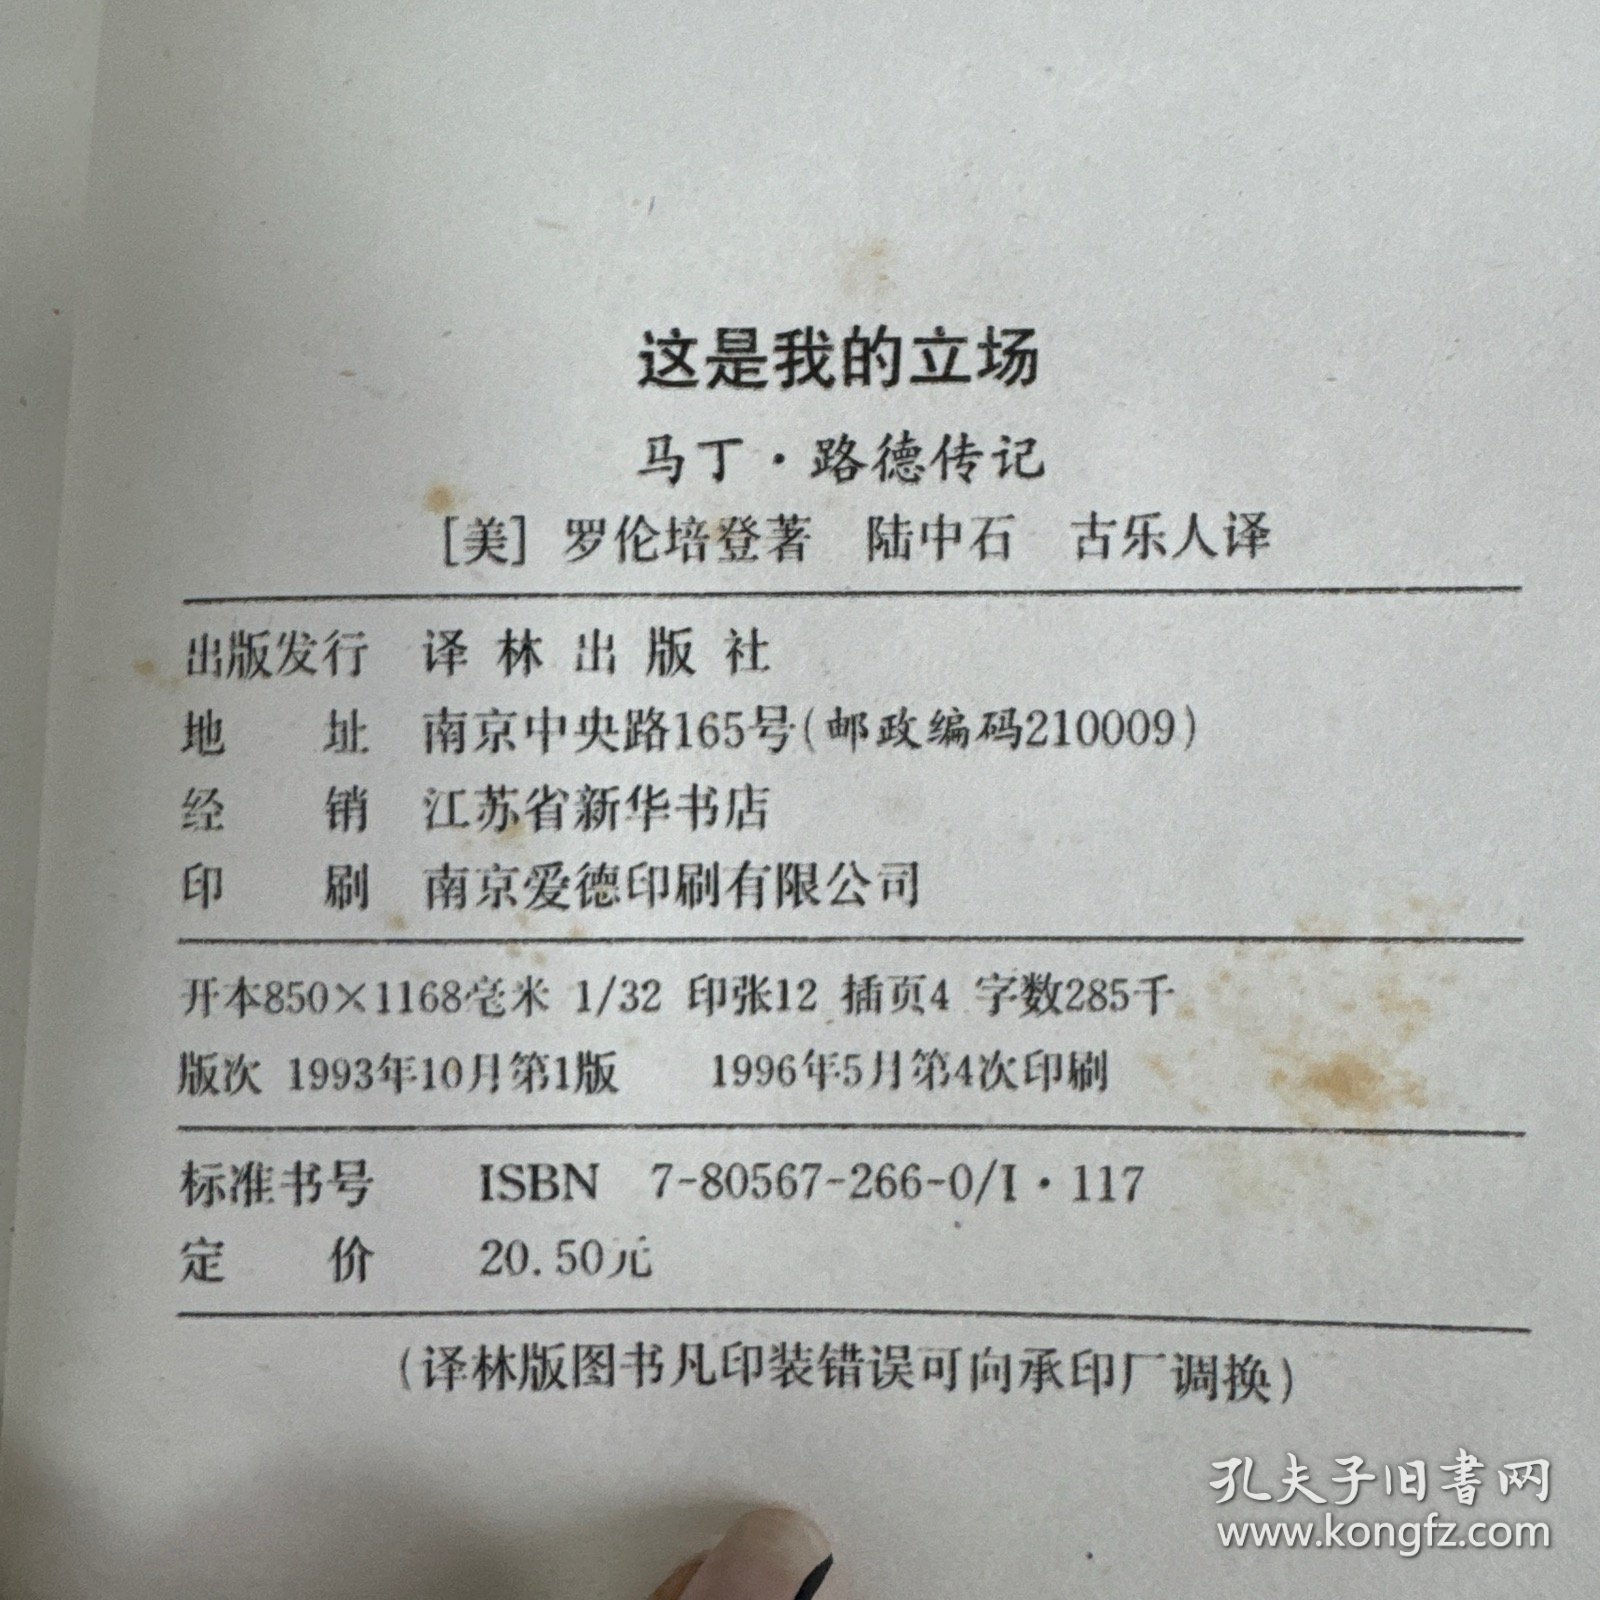 这是我的立场
马丁·路德传记
[美] 罗伦培登著 陆中石 古乐人译
出版发行 译林出版社
地 址 南京中央路165号(邮政编码210009)
经 销 江苏省新华书店
印 刷 南京爱德印刷有限公司
开本850×1168毫米 1/32 印张12 插页4 字数285千
版次 1993年10月第1版 1996年5月第4次印刷
标准书号 ISBN 7-80567-266-0/I·117
定 价 20.50元
(译林版图书凡印装错误可向承印厂调换)
孔夫子旧书网
www.kongfz.com